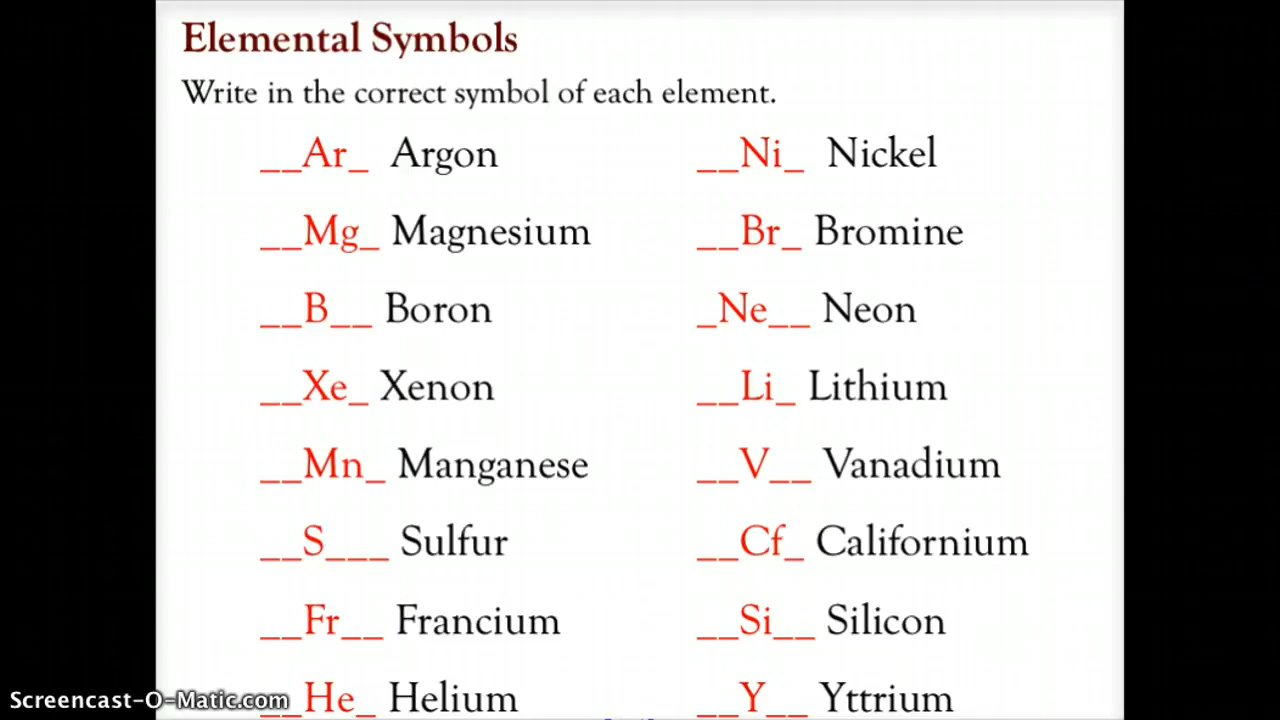 Elemental Symbols
Write in the correct symbol of each element.
__Ar_ Argon __Ni_ Nickel
__Mg_ Magnesium __Br_ Bromine
__B__ Boron _Ne__ Neon
__Xe_ Xenon __Li_ Lithium
__Mn_ Manganese __V__ Vanadium
__S___ Sulfur __Cf_ Californium
__Fr__ Francium __Si__ Silicon
__He_ Helium __Y__ Yttrium
Screencast-O-Matic.com